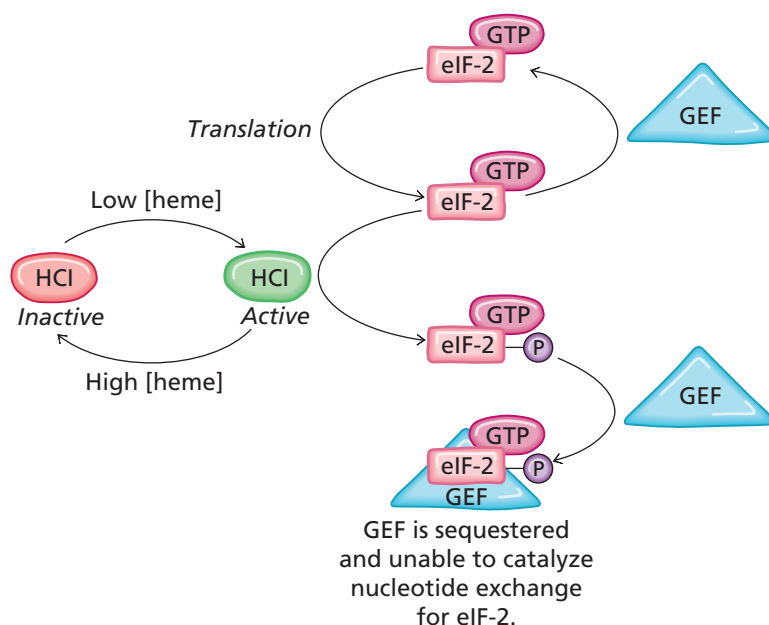 GTP
eIF-2
GEF
Translation
GTP
eIF-2
Low [heme]
HCI
HCI
Inactive
Active
High [heme]
GTP
eIF-2
P
GEF
GTP
eIF-2
P
GEF
GEF is sequestered
and unable to catalyze
nucleotide exchange
for eIF-2.